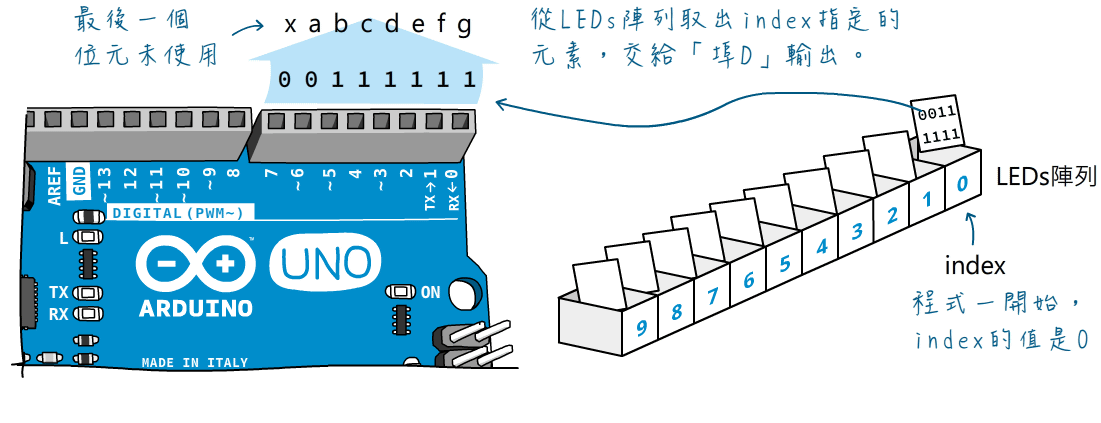 最後一個
位元未使用
x a b c d e f g
0 0 1 1 1 1 1 1
從LEDs陣列取出index指定的
元素，交給「埠D」輸出。
0011
1111
AREF
GND
~13
12
~11
~10
~9
8
7
~6
~5
4
~3
2
TX→1
RX←0
DIGITAL (PWM~)
L
TX
RX
ARDUINO
™
UNO
ON
MADE IN ITALY
9 8 7 6 5 4 3 2 1 0
LEDs陣列
index
程式一開始，
index的值是0